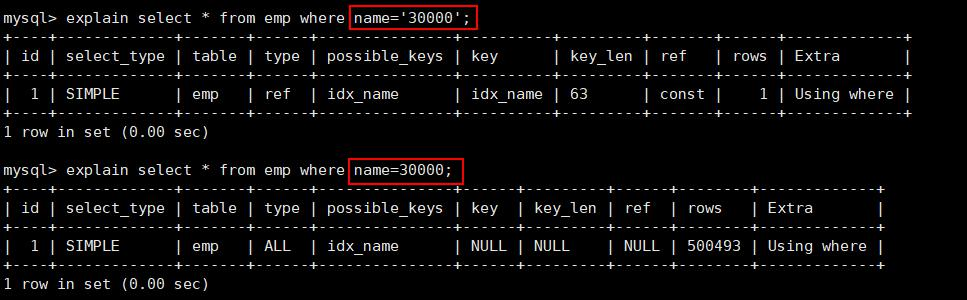 mysql> explain select * from emp where name='30000';
+----+-------------+-------+------+---------------+----------+---------+-------+------+-------------+
| id | select_type | table | type | possible_keys | key      | key_len | ref   | rows | Extra       |
+----+-------------+-------+------+---------------+----------+---------+-------+------+-------------+
|  1 | SIMPLE      | emp   | ref  | idx_name      | idx_name | 63      | const |    1 | Using where |
+----+-------------+-------+------+---------------+----------+---------+-------+------+-------------+
1 row in set (0.00 sec)
mysql> explain select * from emp where name=30000;
+----+-------------+-------+------+---------------+------+---------+------+--------+-------------+
| id | select_type | table | type | possible_keys | key  | key_len | ref  | rows   | Extra       |
+----+-------------+-------+------+---------------+------+---------+------+--------+-------------+
|  1 | SIMPLE      | emp   | ALL  | idx_name      | NULL | NULL    | NULL | 500493 | Using where |
+----+-------------+-------+------+---------------+------+---------+------+--------+-------------+
1 row in set (0.00 sec)